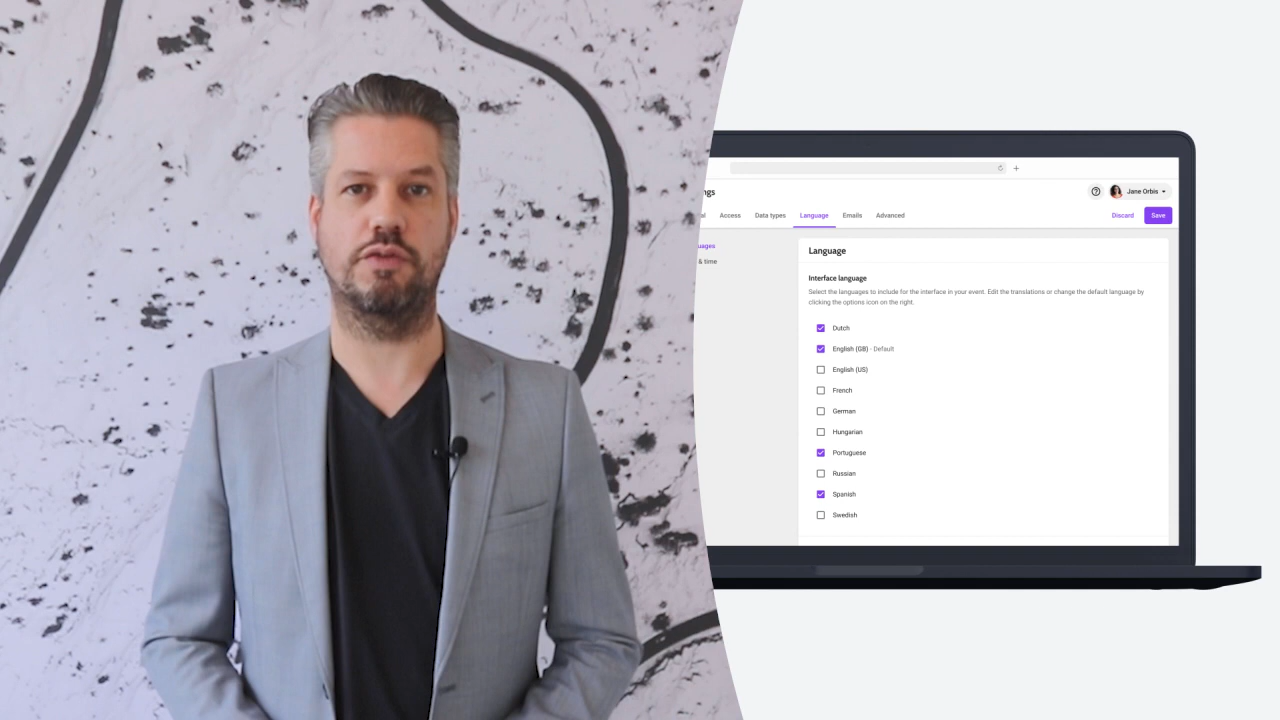 ngs
Jane Orbis
al Access Data types Language Emails Advanced Discard Save
uages
& time
Language
Interface language
Select the languages to include for the interface in your event. Edit the translations or change the default language by
clicking the options icon on the right.
Dutch
English (GB) - Default
English (US)
French
German
Hungarian
Portuguese
Russian
Spanish
Swedish